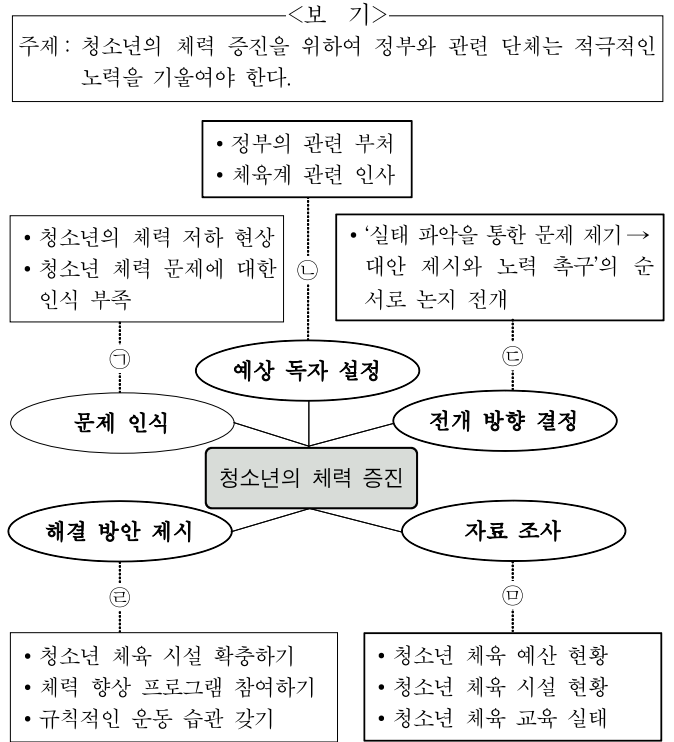 <보 기>
주제 : 청소년의 체력 증진을 위하여 정부와 관련 단체는 적극적인
노력을 기울여야 한다.
• 정부의 관련 부처
• 체육계 관련 인사
• 청소년의 체력 저하 현상
• 청소년 체력 문제에 대한
인식 부족
㉡
• ‘실태 파악을 통한 문제 제기→
대안 제시와 노력 촉구’의 순
서로 논지 전개
㉠
예상 독자 설정
㉢
문제 인식
전개 방향 결정
청소년의 체력 증진
해결 방안 제시
자료 조사
㉣
㉤
• 청소년 체육 시설 확충하기
• 체력 향상 프로그램 참여하기
• 규칙적인 운동 습관 갖기
• 청소년 체육 예산 현황
• 청소년 체육 시설 현황
• 청소년 체육 교육 실태